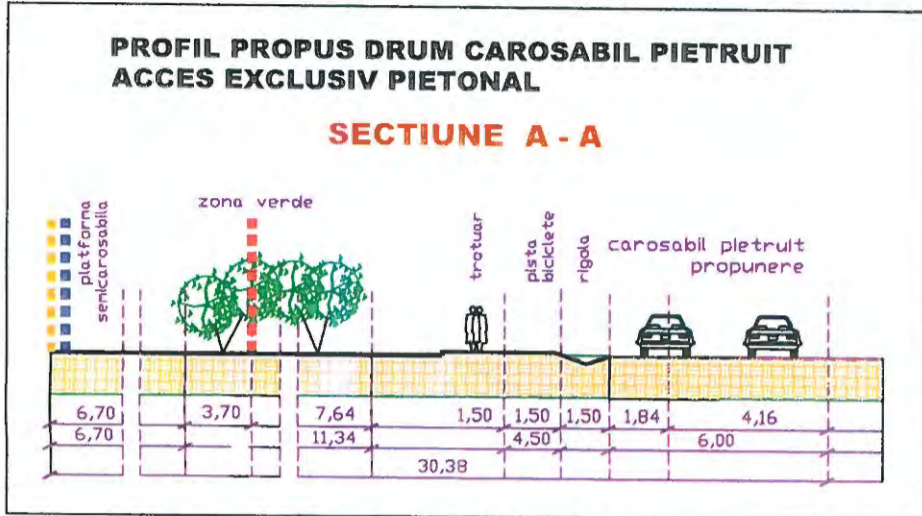 PROFIL PROPUS DRUM CAROSABIL PIETRUIT
ACCES EXCLUSIV PIETONAL
SECTIUNE A - A
platforma
semicarosabila
zona verde
trotuar
pista
biciclete
rigola
carosabil pietruit
propunere
6,70 3,70 7,64 1,50 1,50 1,50 1,84 4,16
6,70 11,34 4,50 6,00
30,38